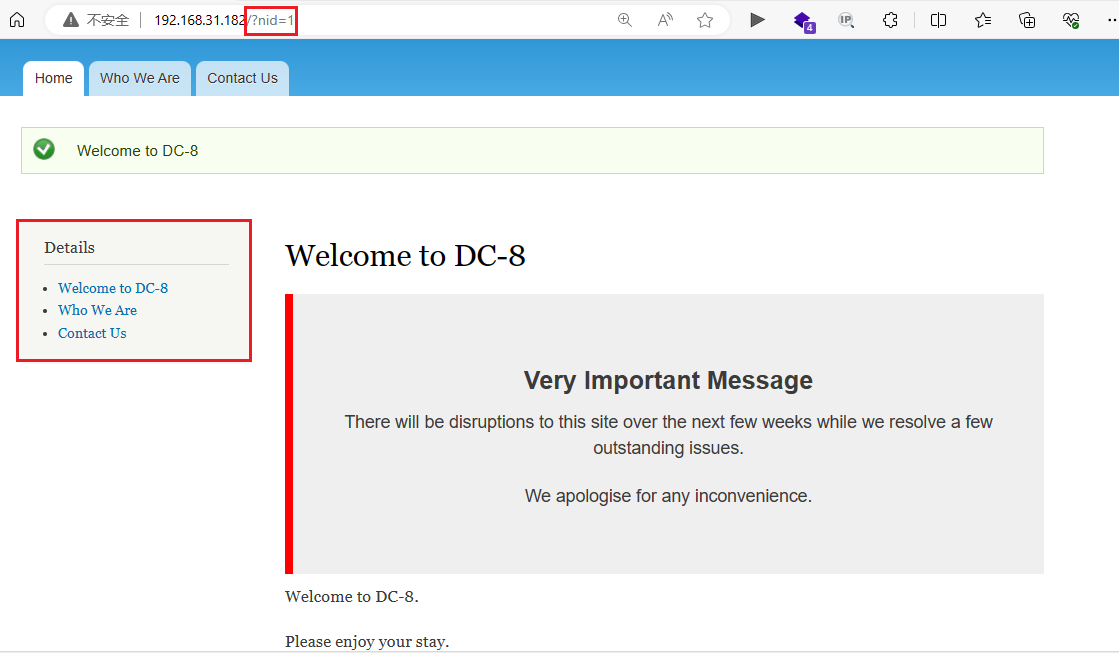 不安全 192.168.31.182/?nid=1
IP
4
Home Who We Are Contact Us
Welcome to DC-8
Details
Welcome to DC-8
Who We Are
Contact Us
Welcome to DC-8
Very Important Message
There will be disruptions to this site over the next few weeks while we resolve a few
outstanding issues.
We apologise for any inconvenience.
Welcome to DC-8.
Please enjoy your stay.